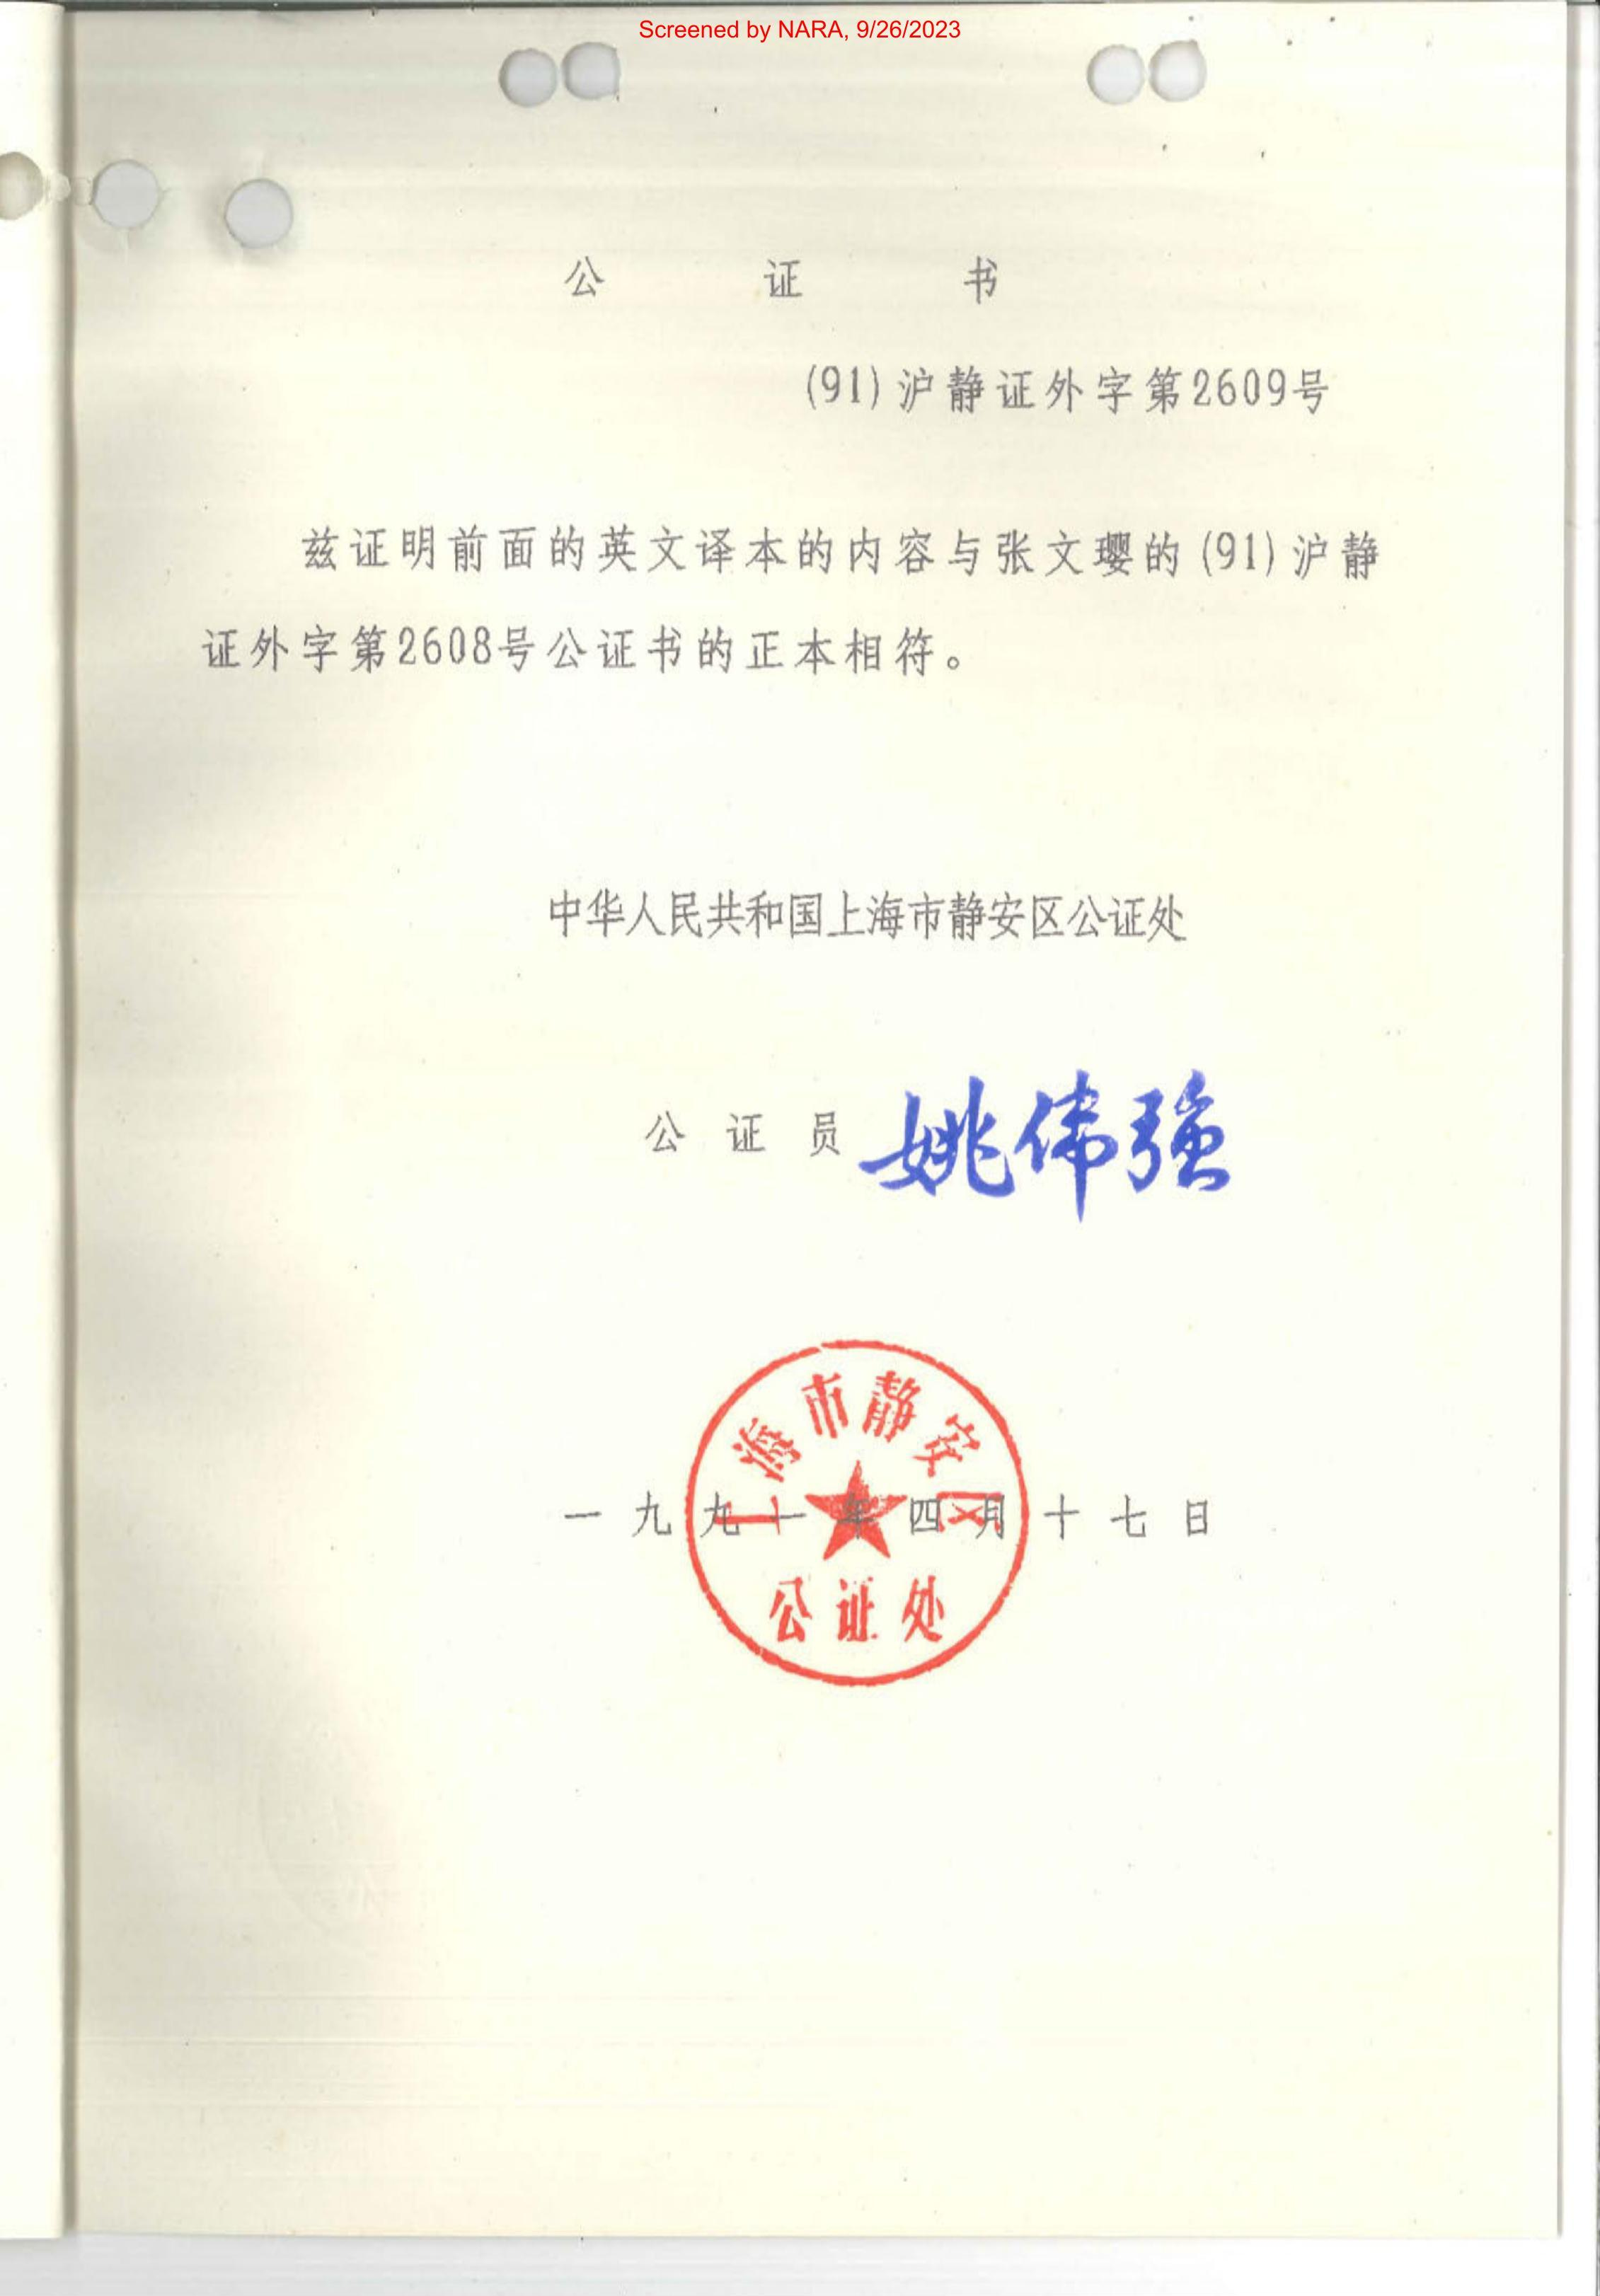 Screened by NARA, 9/26/2023
公证书
(91)沪静证外字第2609号
兹证明前面的英文译本的内容与张文璎的(91)沪静
证外字第2608号公证书的正本相符。
中华人民共和国上海市静安区公证处
公证员 姚伟强
一九九一年四月十七日
上海市静安区
公证处